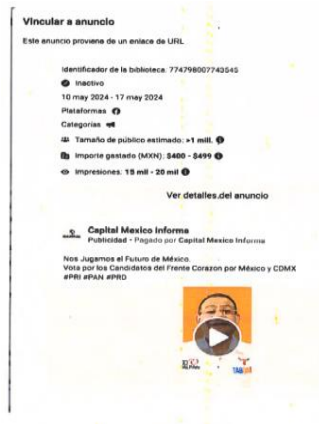 Vincular a anuncio
Este anuncio proviene de un enlace de URL
Identificador de la biblioteca: 774798007743545
Inactivo
10 may 2024 - 17 may 2024
Plataformas
Categorías
Tamaño de público estimado: >1 mill.
Importe gastado (MXN): $400 - $499
Impresiones: 15 mil - 20 mil
Ver detalles.del anuncio
Capital Mexico Informa
Publicidad - Pagado por Capital Mexico Informa
Nos Jugamos el Futuro de México.
Vota por los Candidatos del Frente Corazon por México y CDMX
#PRI #PAN #PRD